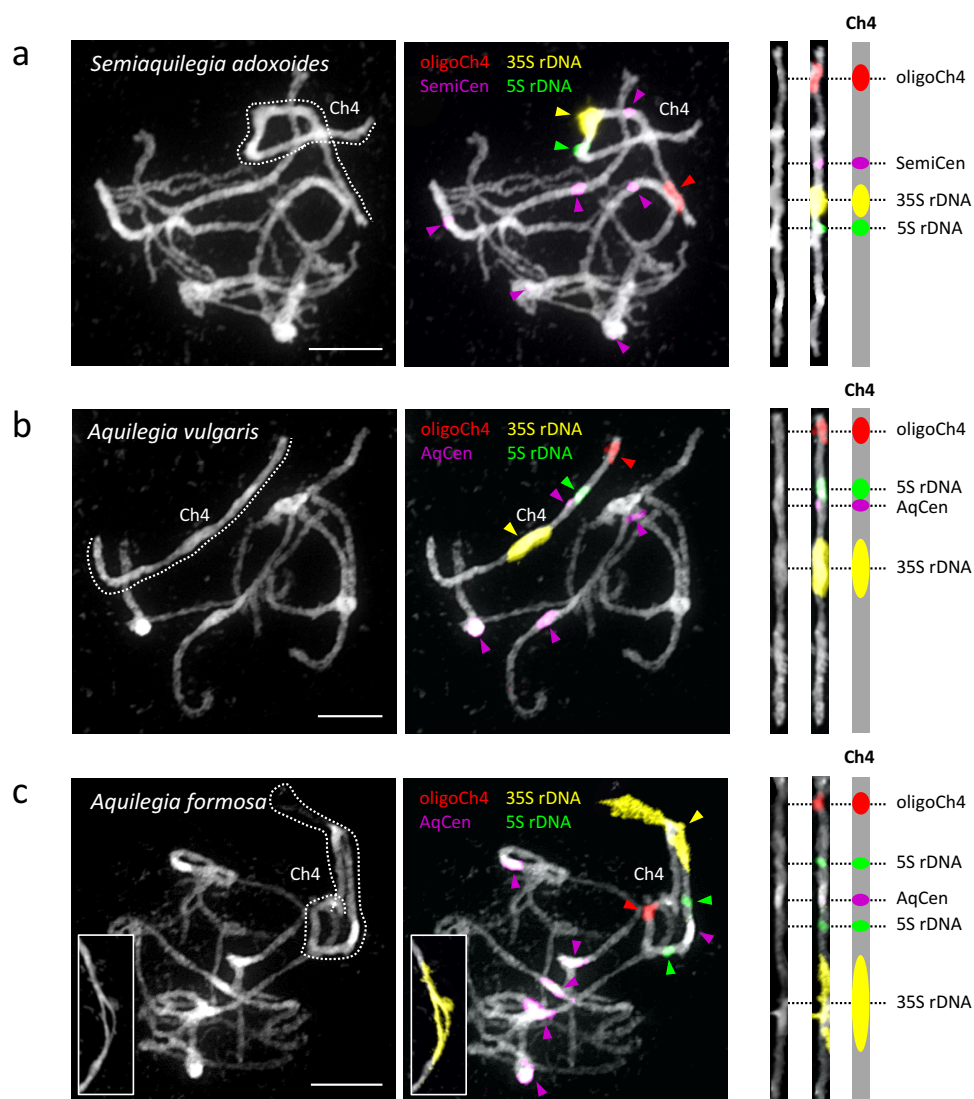 a
Semiaquilegia adoxoides
Ch4
oligoCh4 35S rDNA
SemiCen 5S rDNA
Ch4
Ch4
oligoCh4
SemiCen
35S rDNA
5S rDNA
b
Aquilegia vulgaris
Ch4
oligoCh4 35S rDNA
AqCen 5S rDNA
Ch4
Ch4
oligoCh4
5S rDNA
AqCen
35S rDNA
c
Aquilegia formosa
Ch4
oligoCh4 35S rDNA
AqCen 5S rDNA
Ch4
Ch4
oligoCh4
5S rDNA
AqCen
5S rDNA
35S rDNA